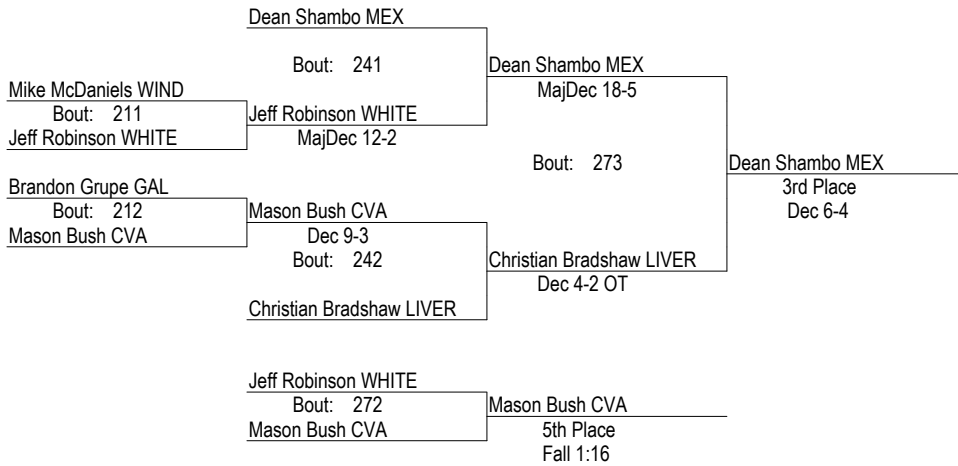 Dean Shambo MEX
Bout: 241
Dean Shambo MEX
MajDec 18-5
Mike McDaniels WIND
Bout: 211
Jeff Robinson WHITE
Jeff Robinson WHITE
MajDec 12-2
Bout: 273
Dean Shambo MEX
3rd Place
Dec 6-4
Brandon Grupe GAL
Bout: 212
Mason Bush CVA
Mason Bush CVA
Dec 9-3
Bout: 242
Christian Bradshaw LIVER
Dec 4-2 OT
Christian Bradshaw LIVER
Jeff Robinson WHITE
Bout: 272
Mason Bush CVA
Mason Bush CVA
5th Place
Fall 1:16